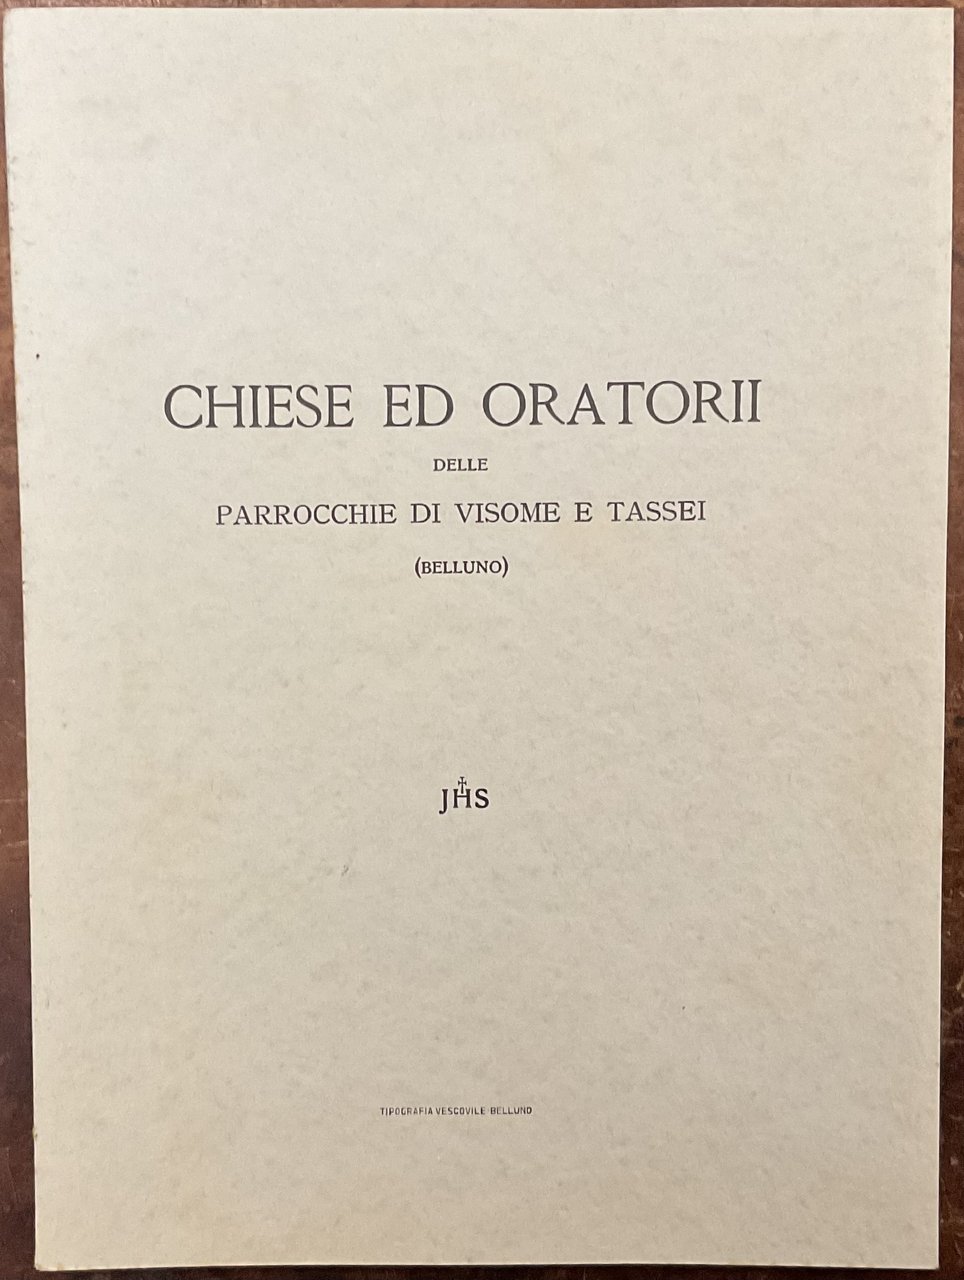 CHIESE ED ORATORII
DELLE
PARROCCHIE DI VISOME E TASSEI
(BELLUNO)
JHS
TIPOGRAFIA VESCOVILE BELLUNO